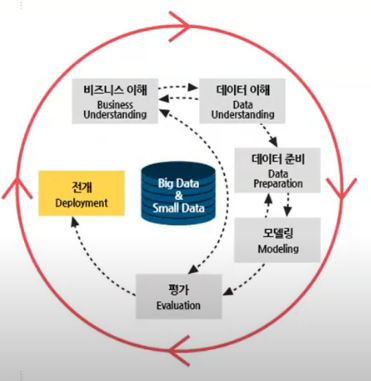 비즈니스 이해
Business
Understanding
데이터 이해
Data
Understanding
데이터 준비
Data
Preparation
모델링
Modeling
평가
Evaluation
전개
Deployment
Big Data
&
Small Data